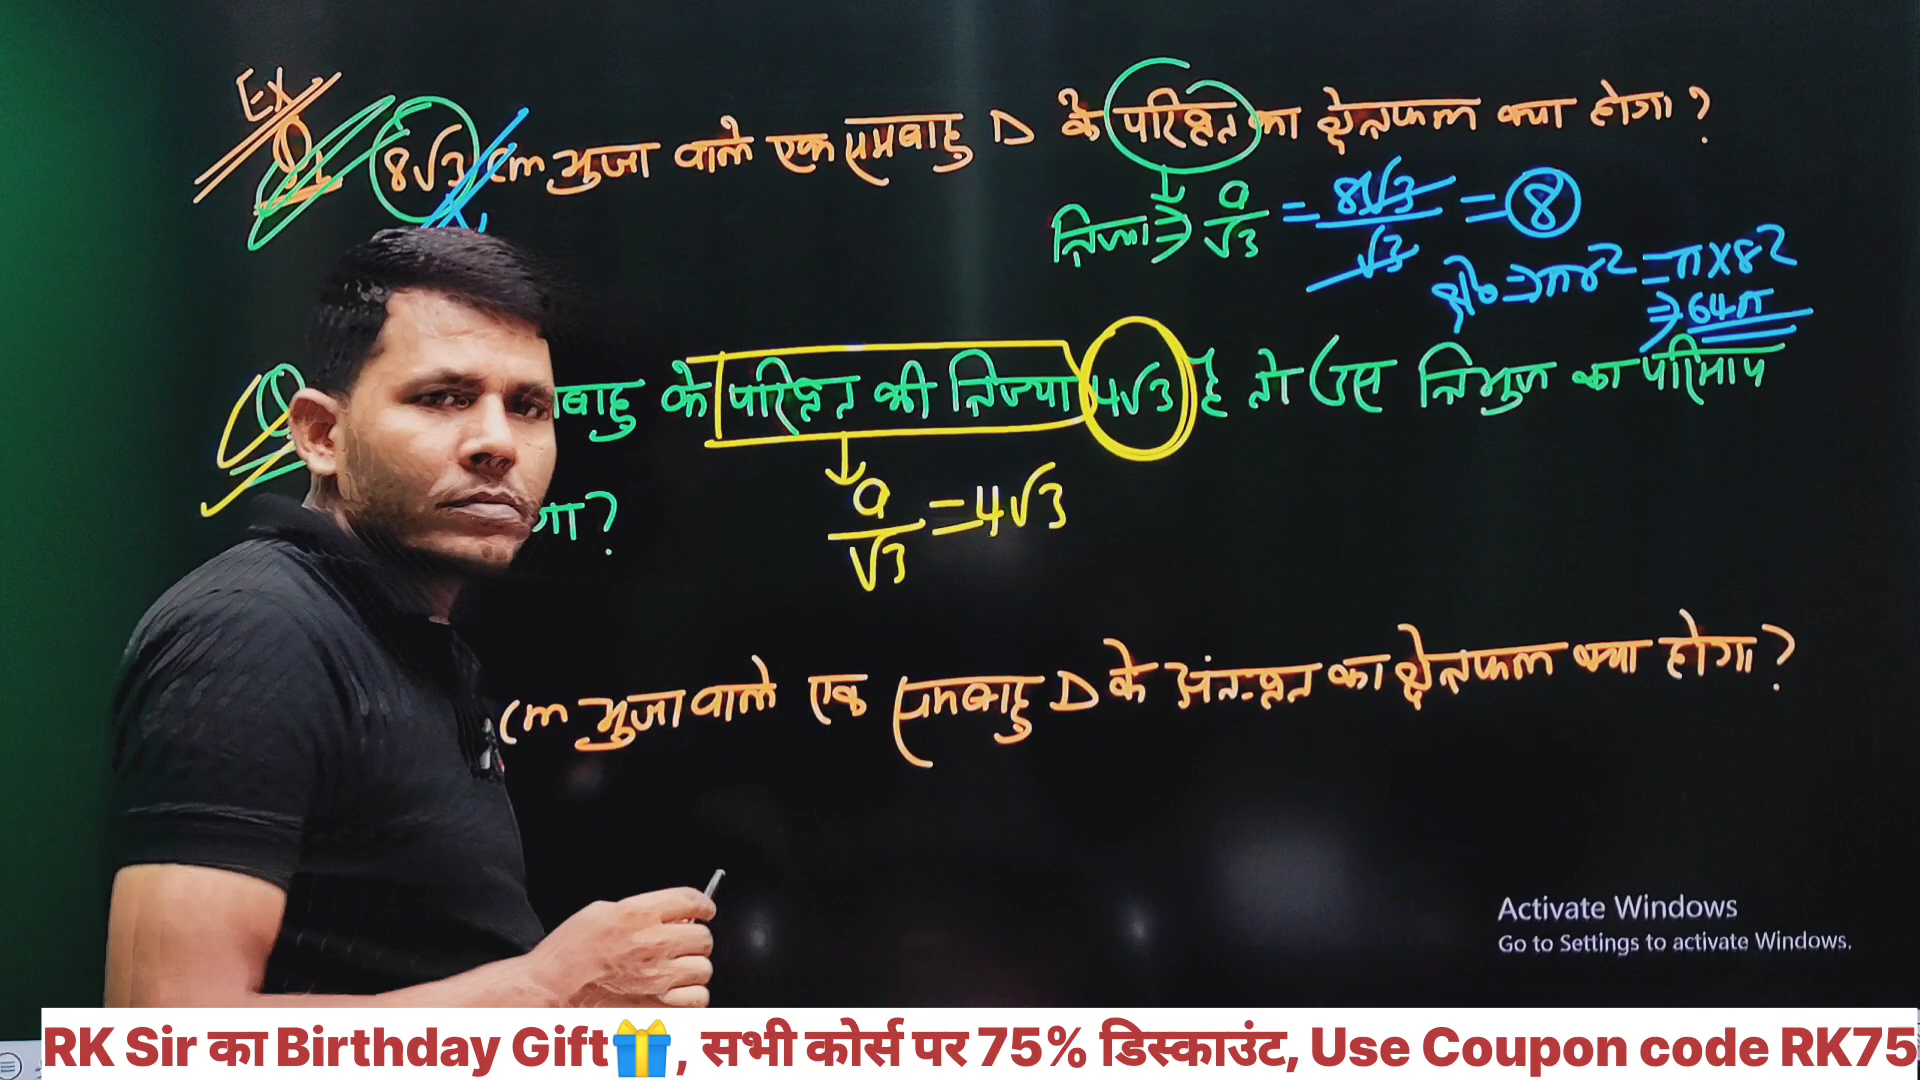 Ex
Q1 8√3 cm भुजा वाले एक समबाहु Δ के परिवृत का क्षेत्रफल क्या होगा ?
त्रिज्या ⇒ a/√3 = 8√3/√3 = 8
क्षे० ⇒ πr² = π×8²
⇒ 64π
Q बाहु के परिवृत की त्रिज्या 4√3 है तो उस त्रिभुज का परिमाप
गा ?
a/√3 = 4√3
cm भुजा वाले एक समबाहु Δ के अंतःवृत का क्षेत्रफल क्या होगा ?
Activate Windows
Go to Settings to activate Windows.
RK Sir का Birthday Gift🎁, सभी कोर्स पर 75% डिस्काउंट, Use Coupon code RK75